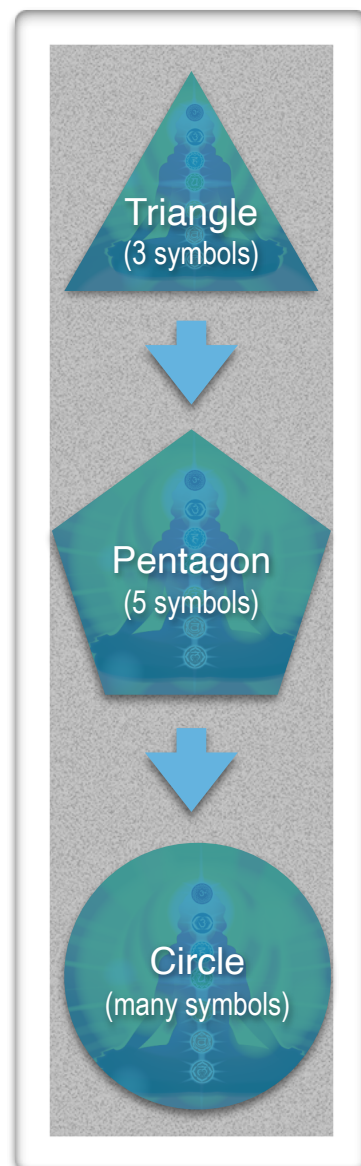 Triangle
(3 symbols)
Pentagon
(5 symbols)
Circle
(many symbols)